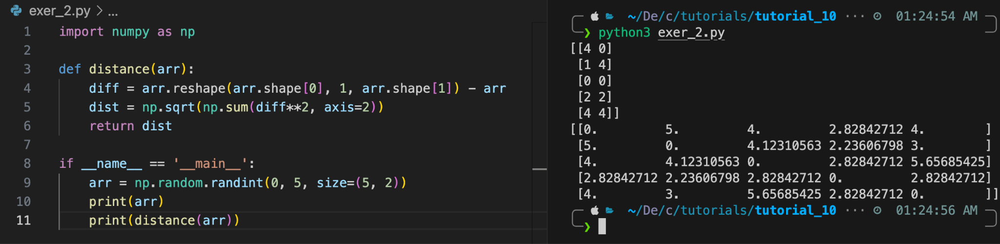 exer_2.py > ...
1 import numpy as np
2
3 def distance(arr):
4 diff = arr.reshape(arr.shape[0], 1, arr.shape[1]) - arr
5 dist = np.sqrt(np.sum(diff**2, axis=2))
6 return dist
7
8 if __name__ == '__main__':
9 arr = np.random.randint(0, 5, size=(5, 2))
10 print(arr)
11 print(distance(arr))
~/De/c/tutorials/tutorial_10 ··· 01:24:54 AM
❯ python3 exer_2.py
[[4 0]
[1 4]
[0 0]
[2 2]
[4 4]]
[[0. 5. 4. 2.82842712 4. ]
[5. 0. 4.12310563 2.23606798 3. ]
[4. 4.12310563 0. 2.82842712 5.65685425]
[2.82842712 2.23606798 2.82842712 0. 2.82842712]
[4. 3. 5.65685425 2.82842712 0. ]]
~/De/c/tutorials/tutorial_10 ··· 01:24:56 AM
❯